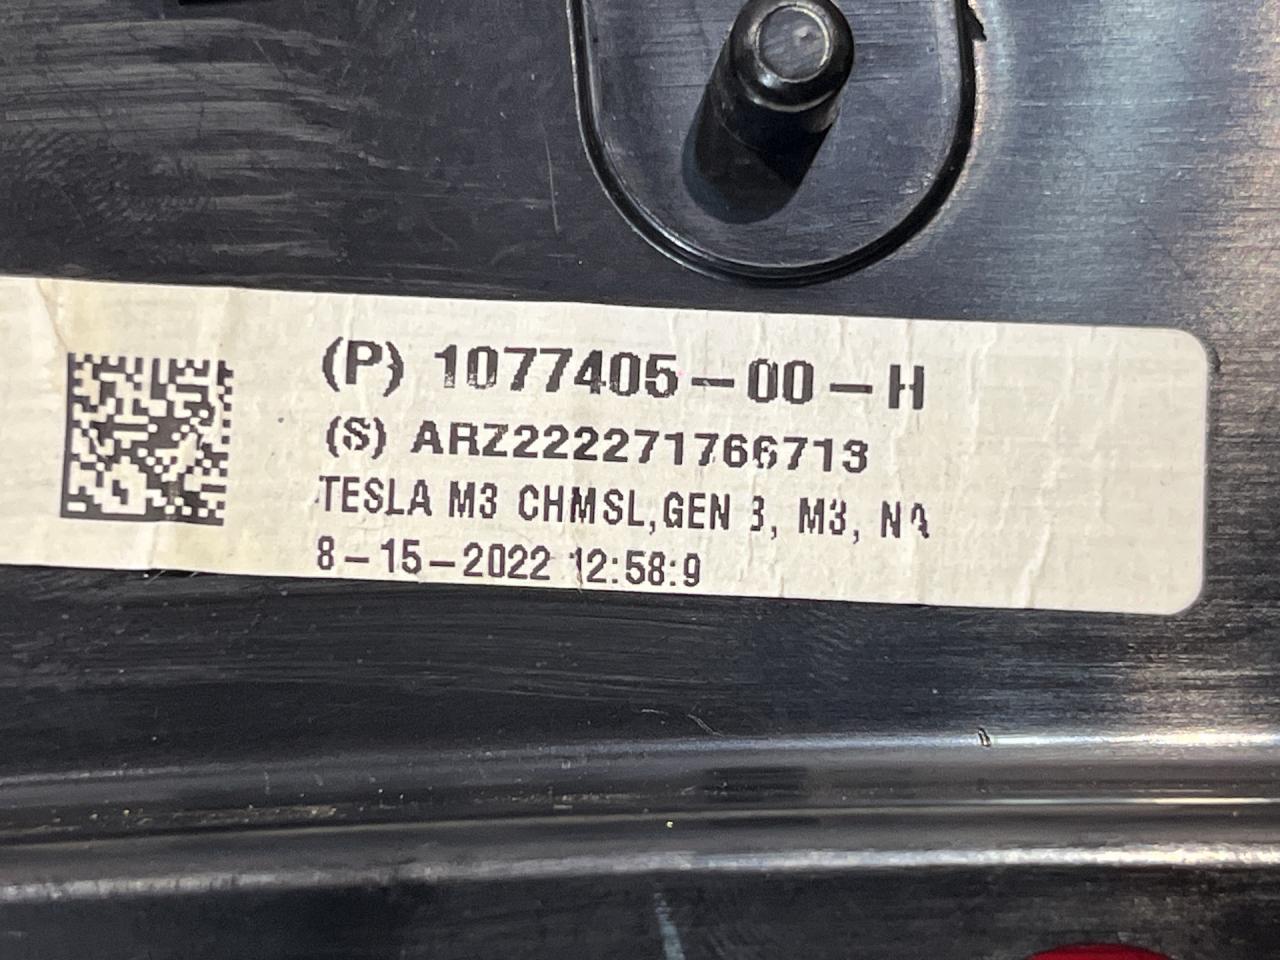 (P) 1077405-00-H
(S) ARZ222271766713
TESLA M3 CHMSL,GEN 3, M3, NA
8-15-2022 12:58:9